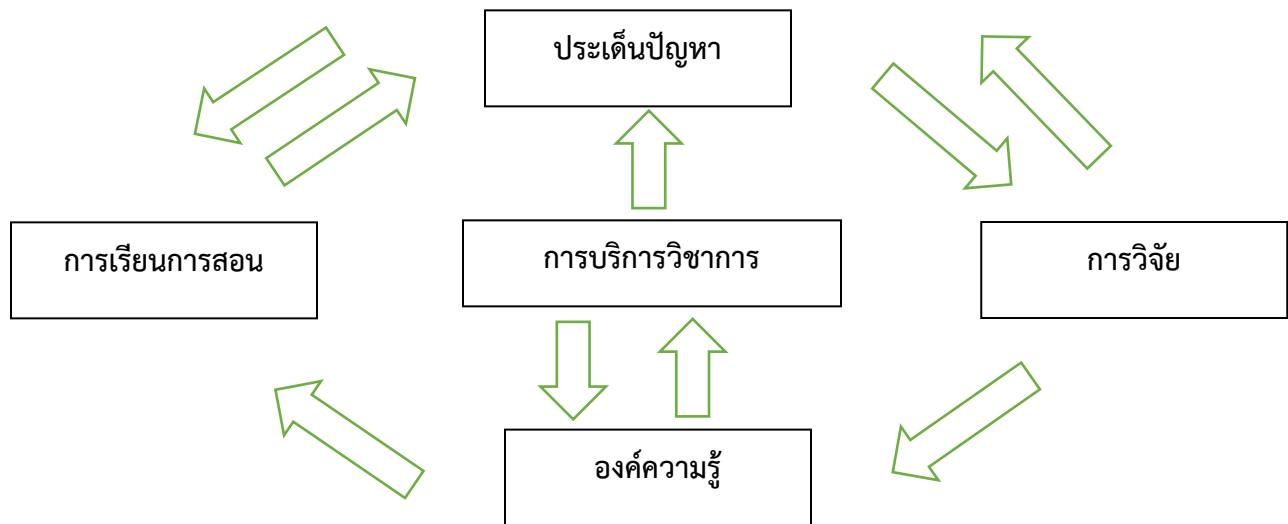 ประเด็นปัญหา
การเรียนการสอน
การบริการวิชาการ
การวิจัย
องค์ความรู้